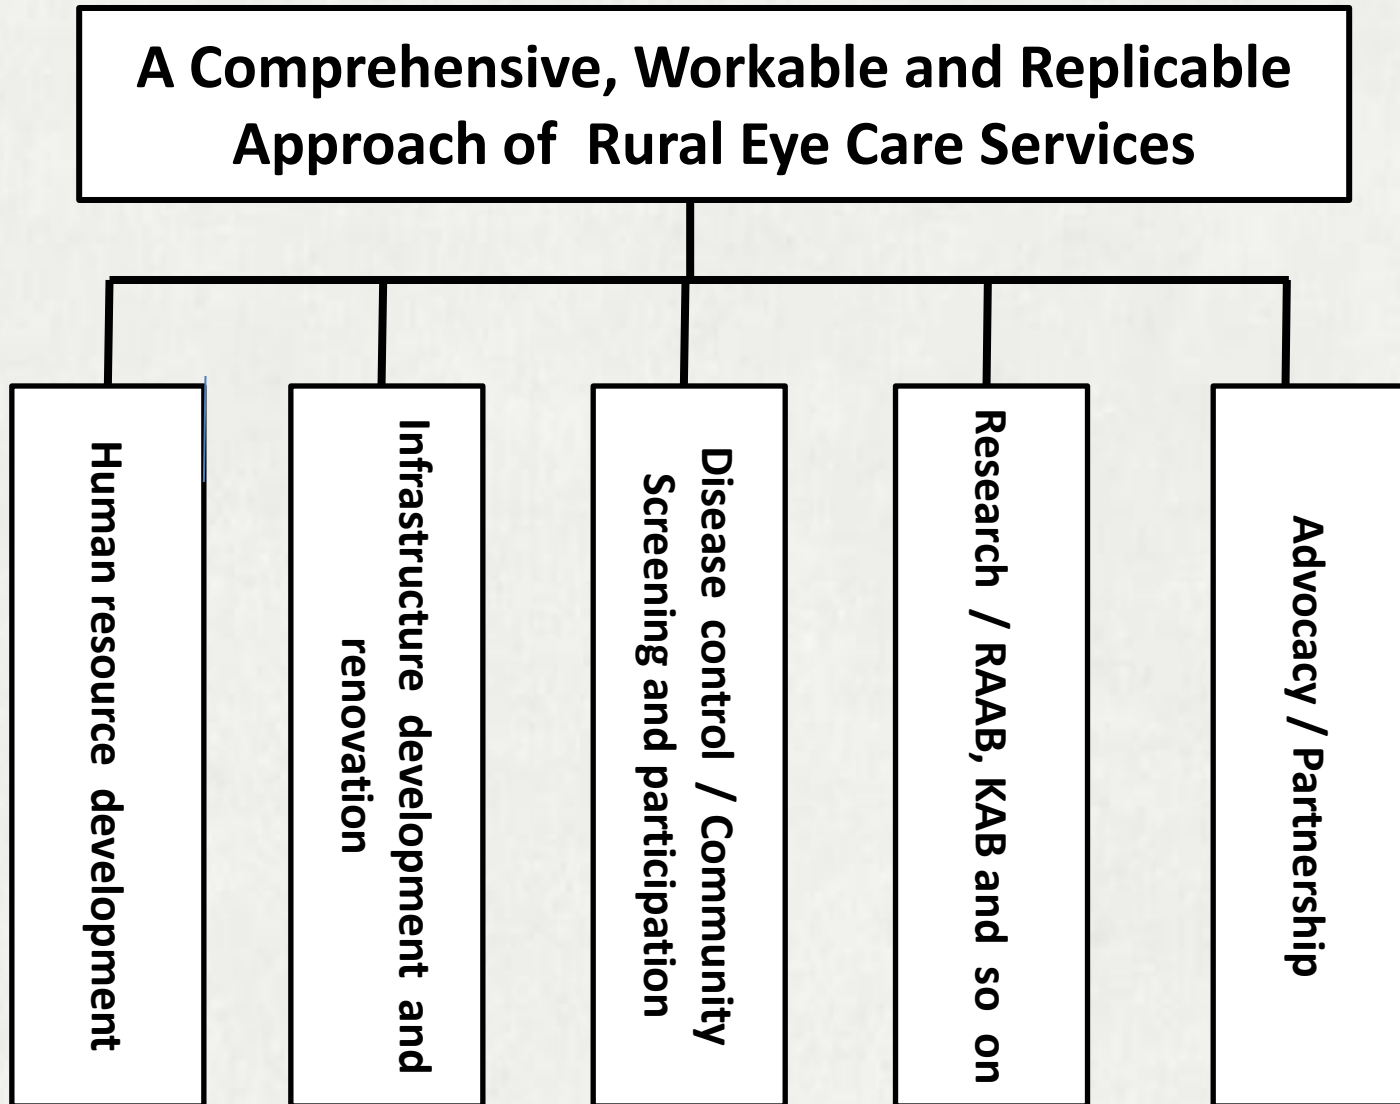 A Comprehensive, Workable and Replicable
Approach of Rural Eye Care Services
Human resource development
Infrastructure development and
renovation
Disease control / Community
Screening and participation
Research / RAAB, KAB and so on
Advocacy / Partnership